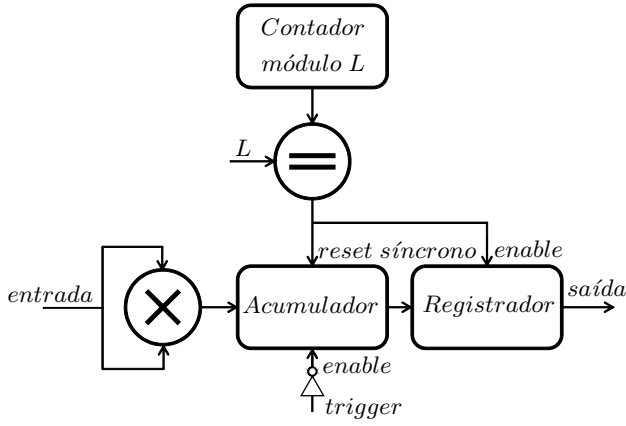 Contador
módulo L
L
reset síncrono
enable
entrada
Acumulador
Registrador
saída
enable
trigger